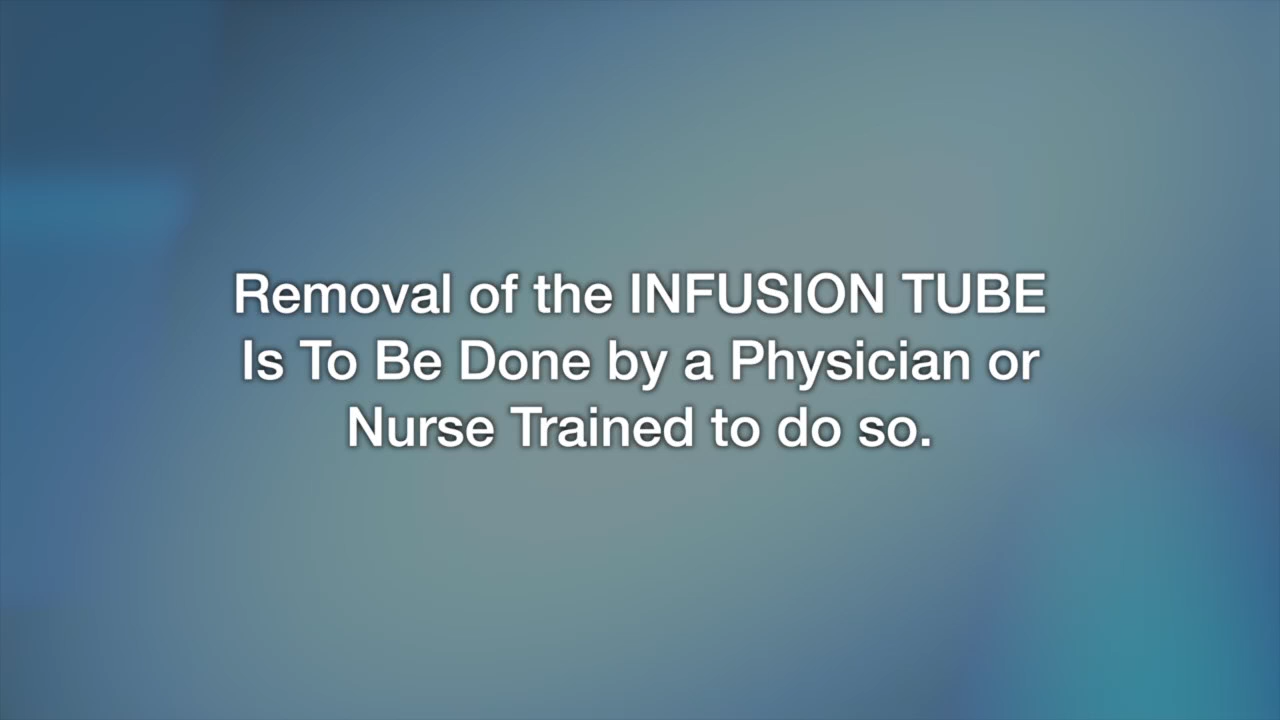 Removal of the INFUSION TUBE
Is To Be Done by a Physician or
Nurse Trained to do so.